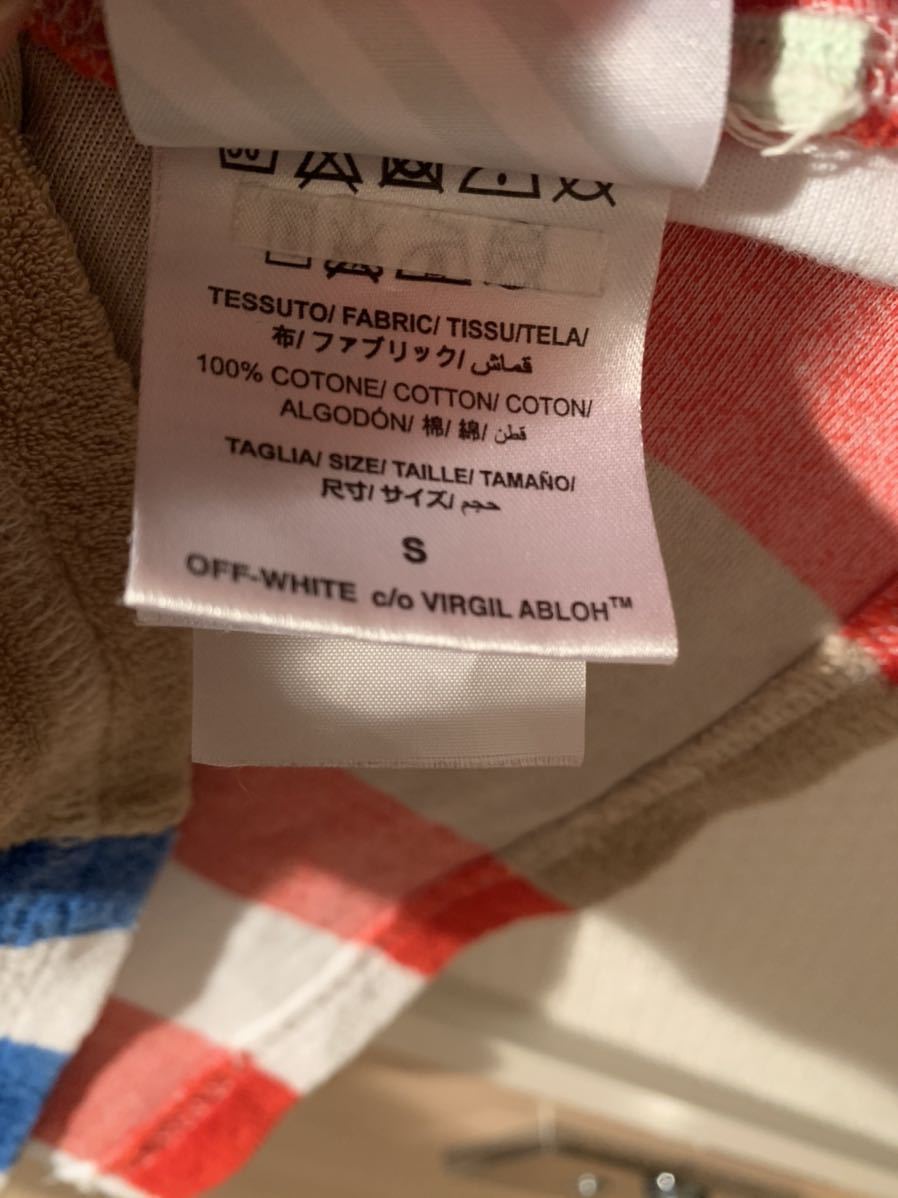 TESSUTO/ FABRIC/ TISSU/TELA/
布/ ファブリック/ قماش/
100% COTONE/ COTTON/ COTON/
ALGODÓN/ 棉/ 綿/ قطن
TAGLIA/ SIZE/ TAILLE/ TAMAÑO/
尺寸/ サイズ/ حجم
S
OFF-WHITE c/o VIRGIL ABLOH™